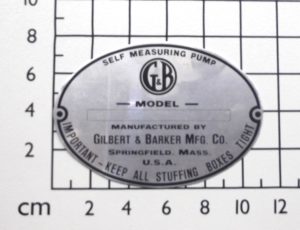 SELF MEASURING PUMP
G&B
MODEL
MANUFACTURED BY
GILBERT & BARKER MFG. CO.
SPRINGFIELD. MASS.
U.S.A.
IMPORTANT-KEEP ALL STUFFING BOXES TIGHT
10
8
6
4
2
cm 2 4 6 8 10 12